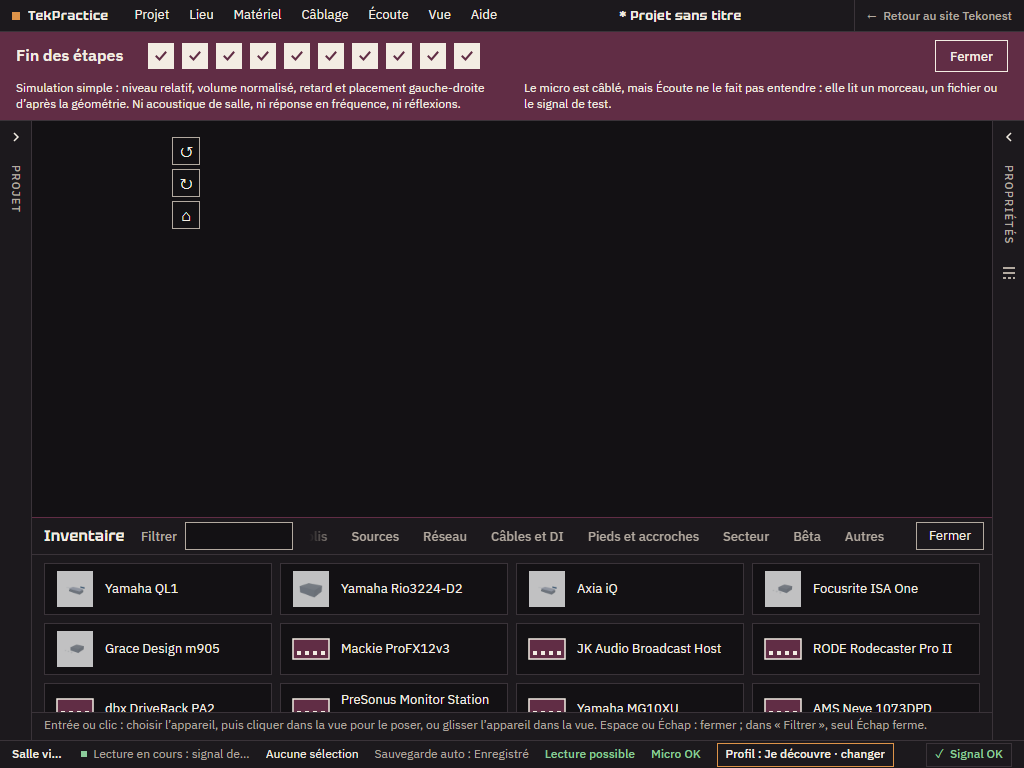 TekPractice Projet Lieu Matériel Câblage Écoute Vue Aide * Projet sans titre ← Retour au site Tekonest
Fin des étapes Fermer
Simulation simple : niveau relatif, volume normalisé, retard et placement gauche-droite
d'après la géométrie. Ni acoustique de salle, ni réponse en fréquence, ni réflexions.
Le micro est câblé, mais Écoute ne le fait pas entendre : elle lit un morceau, un fichier ou
le signal de test.
PROJET
PROPRIÉTÉS
Inventaire Filtrer Sources Réseau Câbles et DI Pieds et accroches Secteur Bêta Autres Fermer
Yamaha QL1 Yamaha Rio3224-D2 Axia iQ Focusrite ISA One
Grace Design m905 Mackie ProFX12v3 JK Audio Broadcast Host RODE Rodecaster Pro II
dbx DriveRack PA2 PreSonus Monitor Station Yamaha MG10XU AMS Neve 1073DPD
Entrée ou clic : choisir l'appareil, puis cliquer dans la vue pour le poser, ou glisser l'appareil dans la vue. Espace ou Échap : fermer ; dans « Filtrer », seul Échap ferme.
Salle vi... Lecture en cours : signal de... Aucune sélection Sauvegarde auto : Enregistré Lecture possible Micro OK Profil : Je découvre · changer ✓ Signal OK